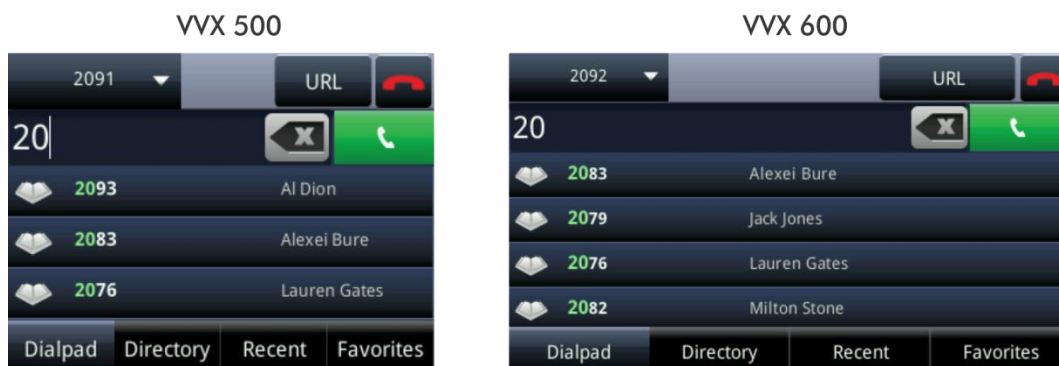 VVX 500
2091 URL
20
2093 Al Dion
2083 Alexei Bure
2076 Lauren Gates
Dialpad Directory Recent Favorites
VVX 600
2092 URL
20
2083 Alexei Bure
2079 Jack Jones
2076 Lauren Gates
2082 Milton Stone
Dialpad Directory Recent Favorites